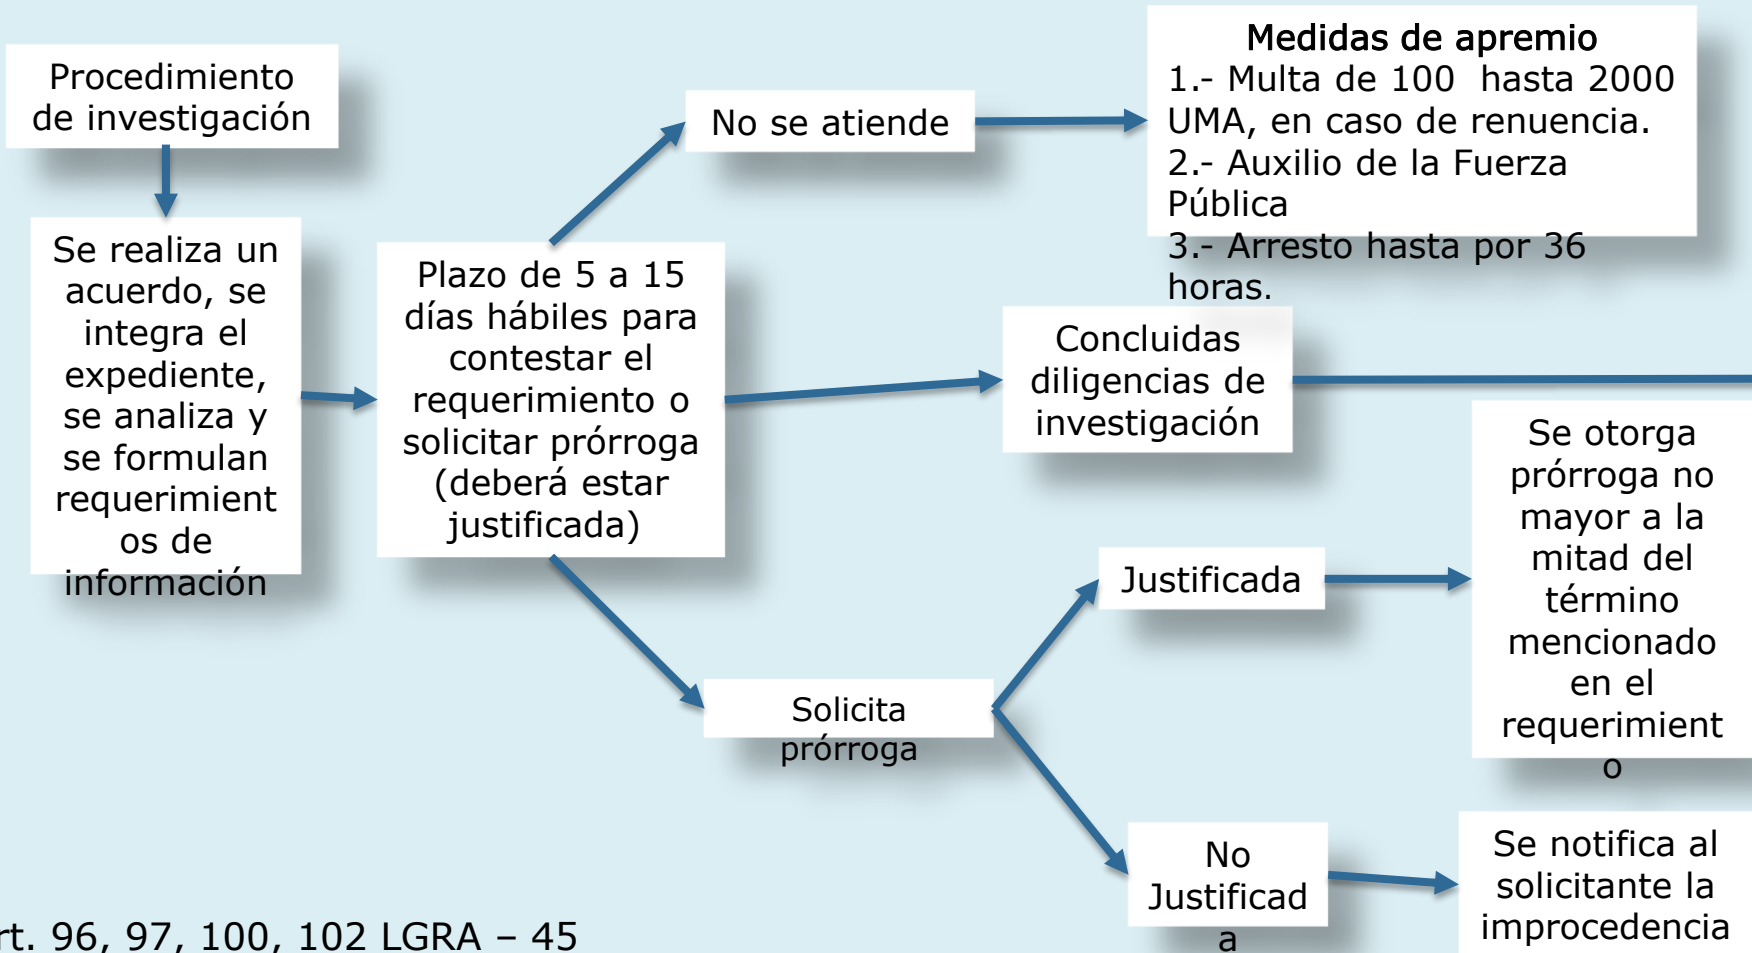 Procedimiento
de investigación
Se realiza un
acuerdo, se
integra el
expediente,
se analiza y
se formulan
requerimient
os de
información
Plazo de 5 a 15
días hábiles para
contestar el
requerimiento o
solicitar prórroga
(deberá estar
justificada)
No se atiende
Medidas de apremio
1.- Multa de 100 hasta 2000
UMA, en caso de renuencia.
2.- Auxilio de la Fuerza
Pública
3.- Arresto hasta por 36
horas.
Concluidas
diligencias de
investigación
Solicita
prórroga
Justificada
Se otorga
prórroga no
mayor a la
mitad del
término
mencionado
en el
requerimient
o
No
Justificad
a
Se notifica al
solicitante la
improcedencia
rt. 96, 97, 100, 102 LGRA – 45